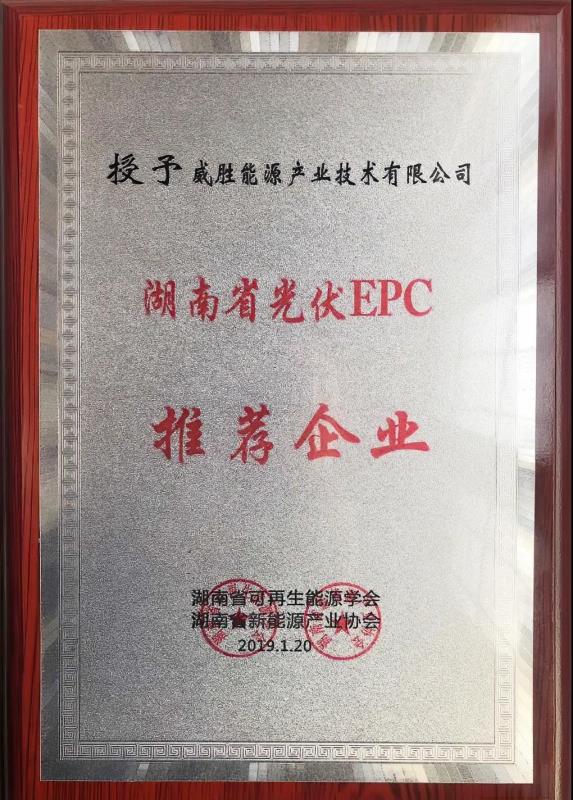 授予威胜能源产业技术有限公司
湖南省光伏EPC
推荐企业
湖南省可再生能源学会
湖南省新能源产业协会
2019.1.20